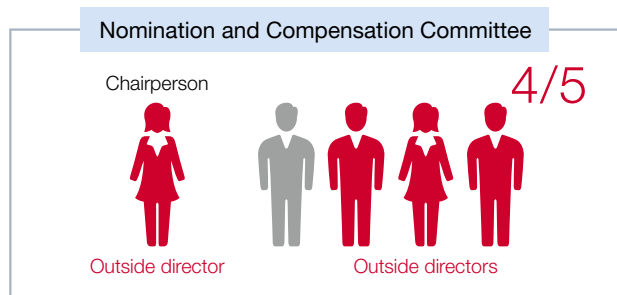 Nomination and Compensation Committee
Chairperson
4/5
Outside director
Outside directors